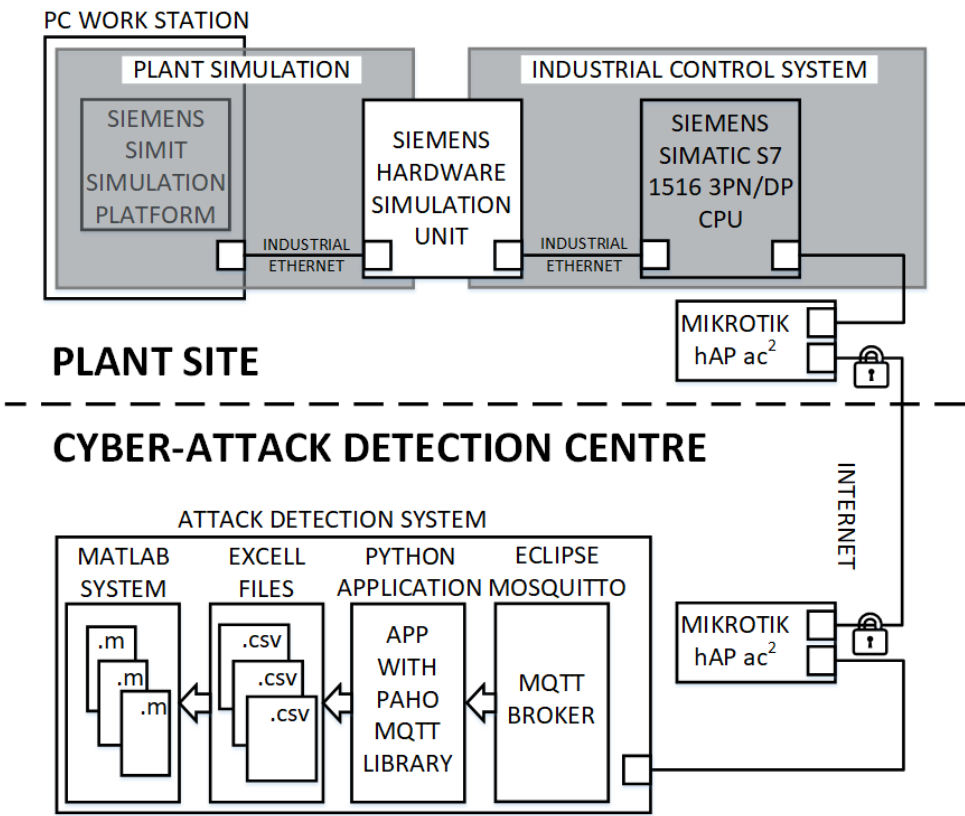 PC WORK STATION
PLANT SIMULATION
INDUSTRIAL CONTROL SYSTEM
SIEMENS
SIMIT
SIMULATION
PLATFORM
SIEMENS
HARDWARE
SIMULATION
UNIT
SIEMENS
SIMATIC S7
1516 3PN/DP
CPU
INDUSTRIAL
ETHERNET
INDUSTRIAL
ETHERNET
MIKROTIK
hAP ac²
PLANT SITE
CYBER-ATTACK DETECTION CENTRE
INTERNET
ATTACK DETECTION SYSTEM
MATLAB
SYSTEM
EXCELL
FILES
PYTHON
APPLICATION
ECLIPSE
MOSQUITTO
.m
.m
.m
.csv
.csv
.csv
APP
WITH
PAHO
MQTT
LIBRARY
MQTT
BROKER
MIKROTIK
hAP ac²